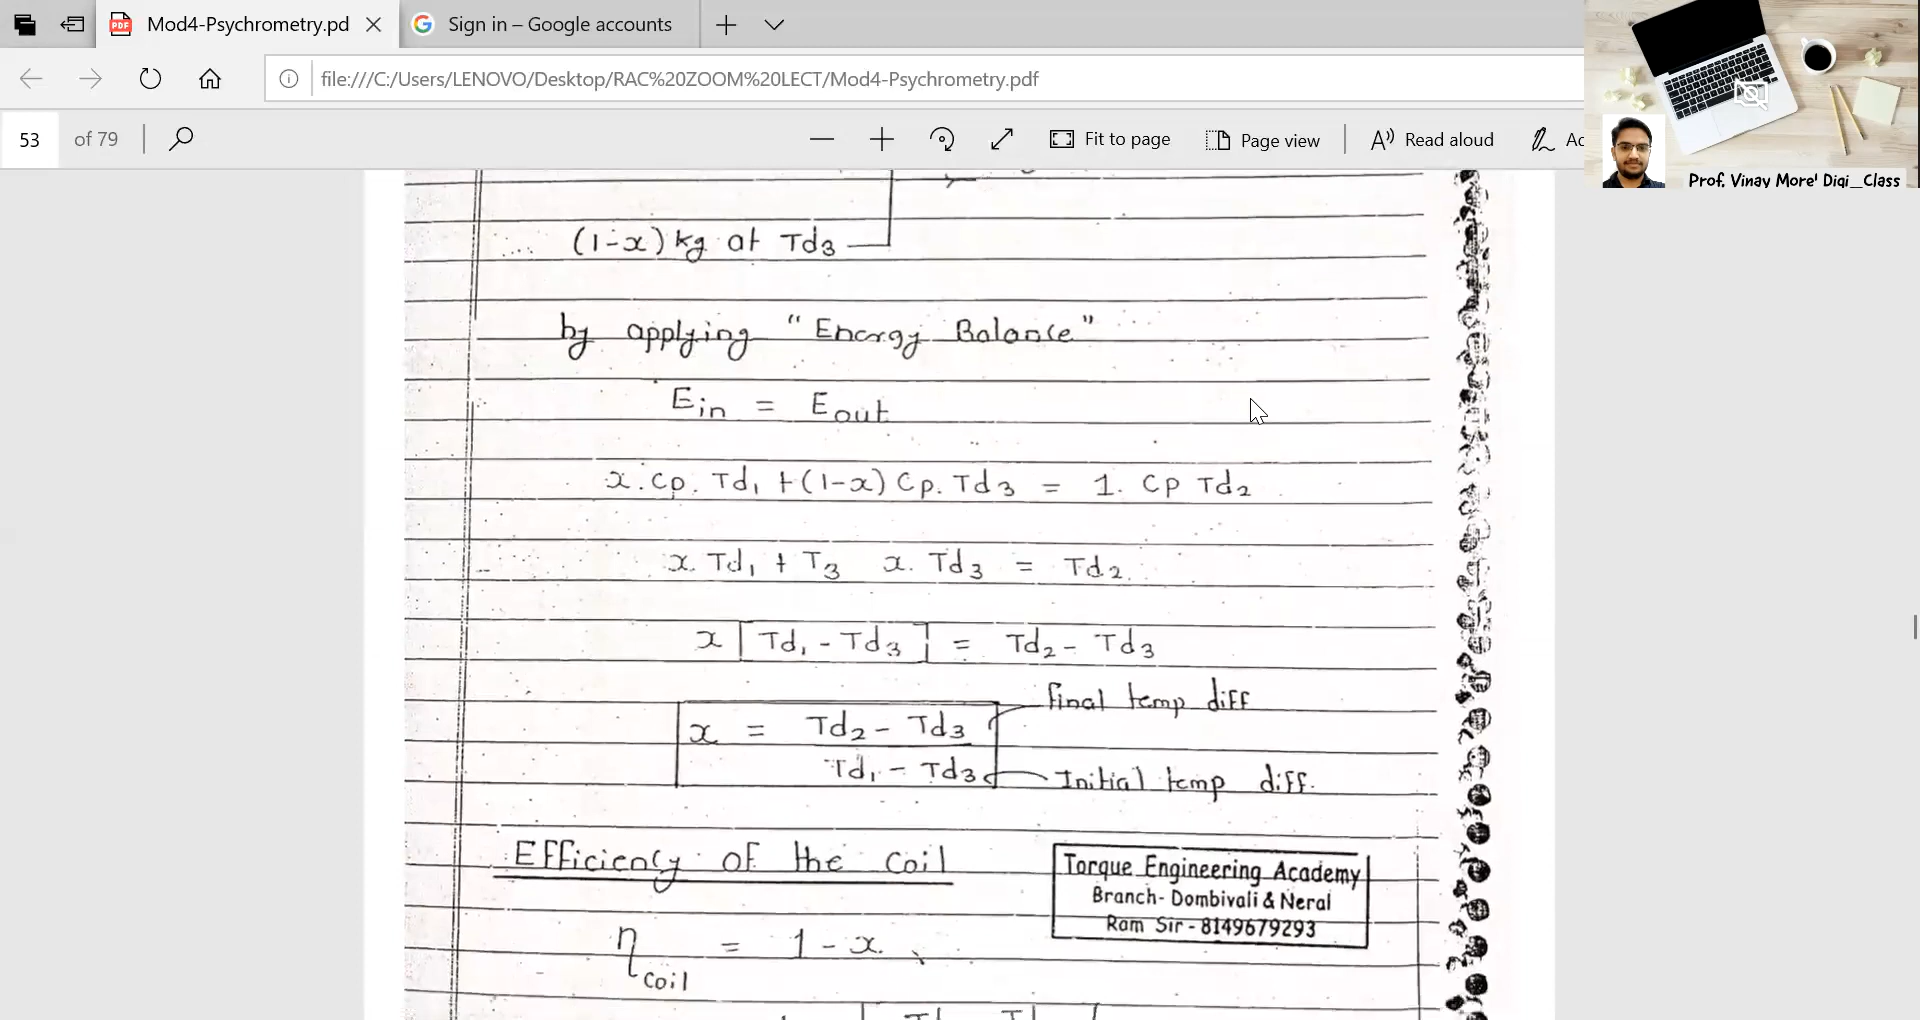 Mod4-Psychrometry.pd
Sign in – Google accounts
file:///C:/Users/LENOVO/Desktop/RAC%20ZOOM%20LECT/Mod4-Psychrometry.pdf
53 of 79
Fit to page
Page view
Read aloud
Prof. Vinay More' Digi_Class
(1-x) kg at Td3
by applying "Energy Balance"
Ein = Eout
x.Cp. Td1 + (1-x) Cp. Td3 = 1. Cp Td2
x. Td1 + T3 x. Td3 = Td2.
x [Td1 - Td3] = Td2 - Td3
x = Td2 - Td3
final temp diff
Td1 - Td3
Initial temp diff.
Efficiency of the coil
Torque Engineering Academy
Branch- Dombivali & Neral
Ram Sir - 8149679293
η coil = 1 - x